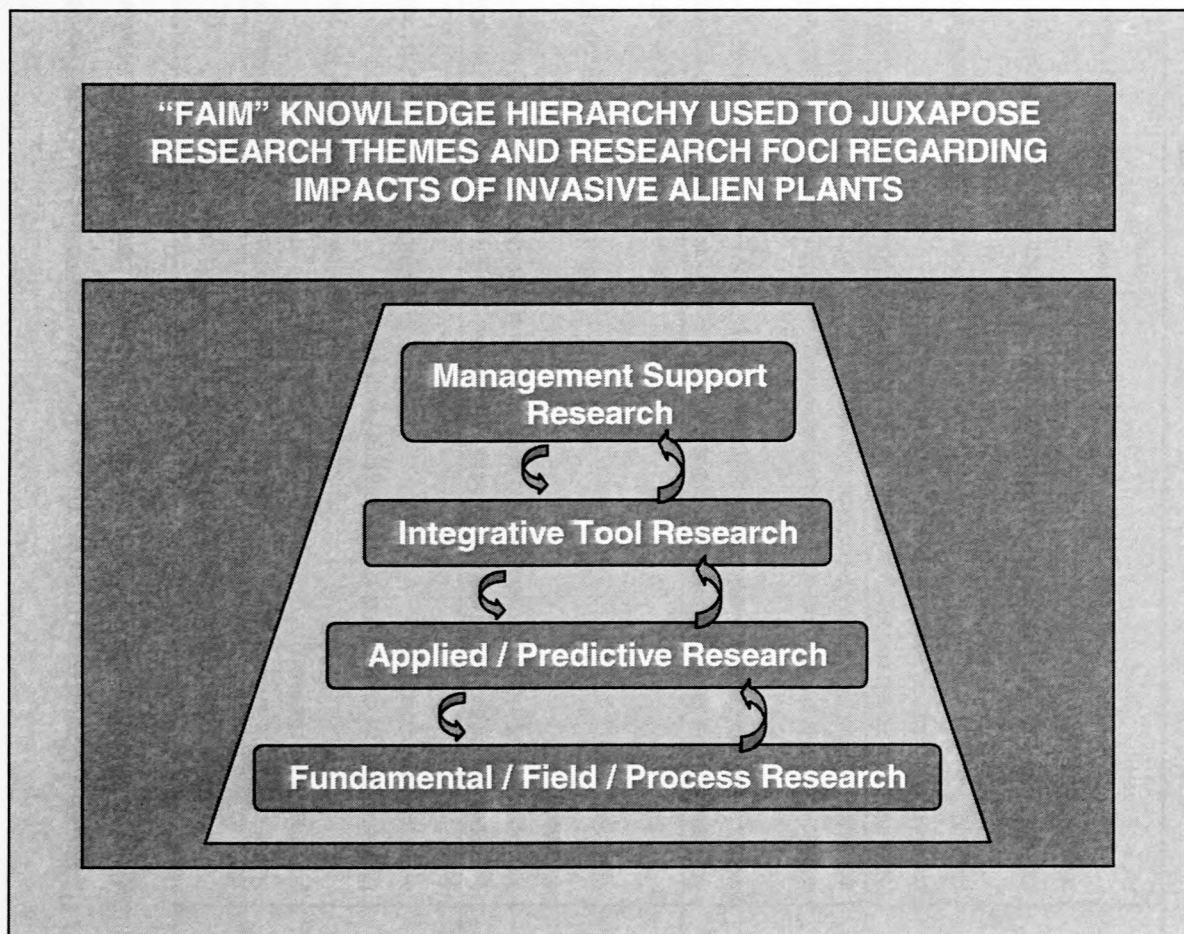 “FAIM” KNOWLEDGE HIERARCHY USED TO JUXAPOSE
RESEARCH THEMES AND RESEARCH FOCI REGARDING
IMPACTS OF INVASIVE ALIEN PLANTS
Management Support
Research
Integrative Tool Research
Applied / Predictive Research
Fundamental / Field / Process Research